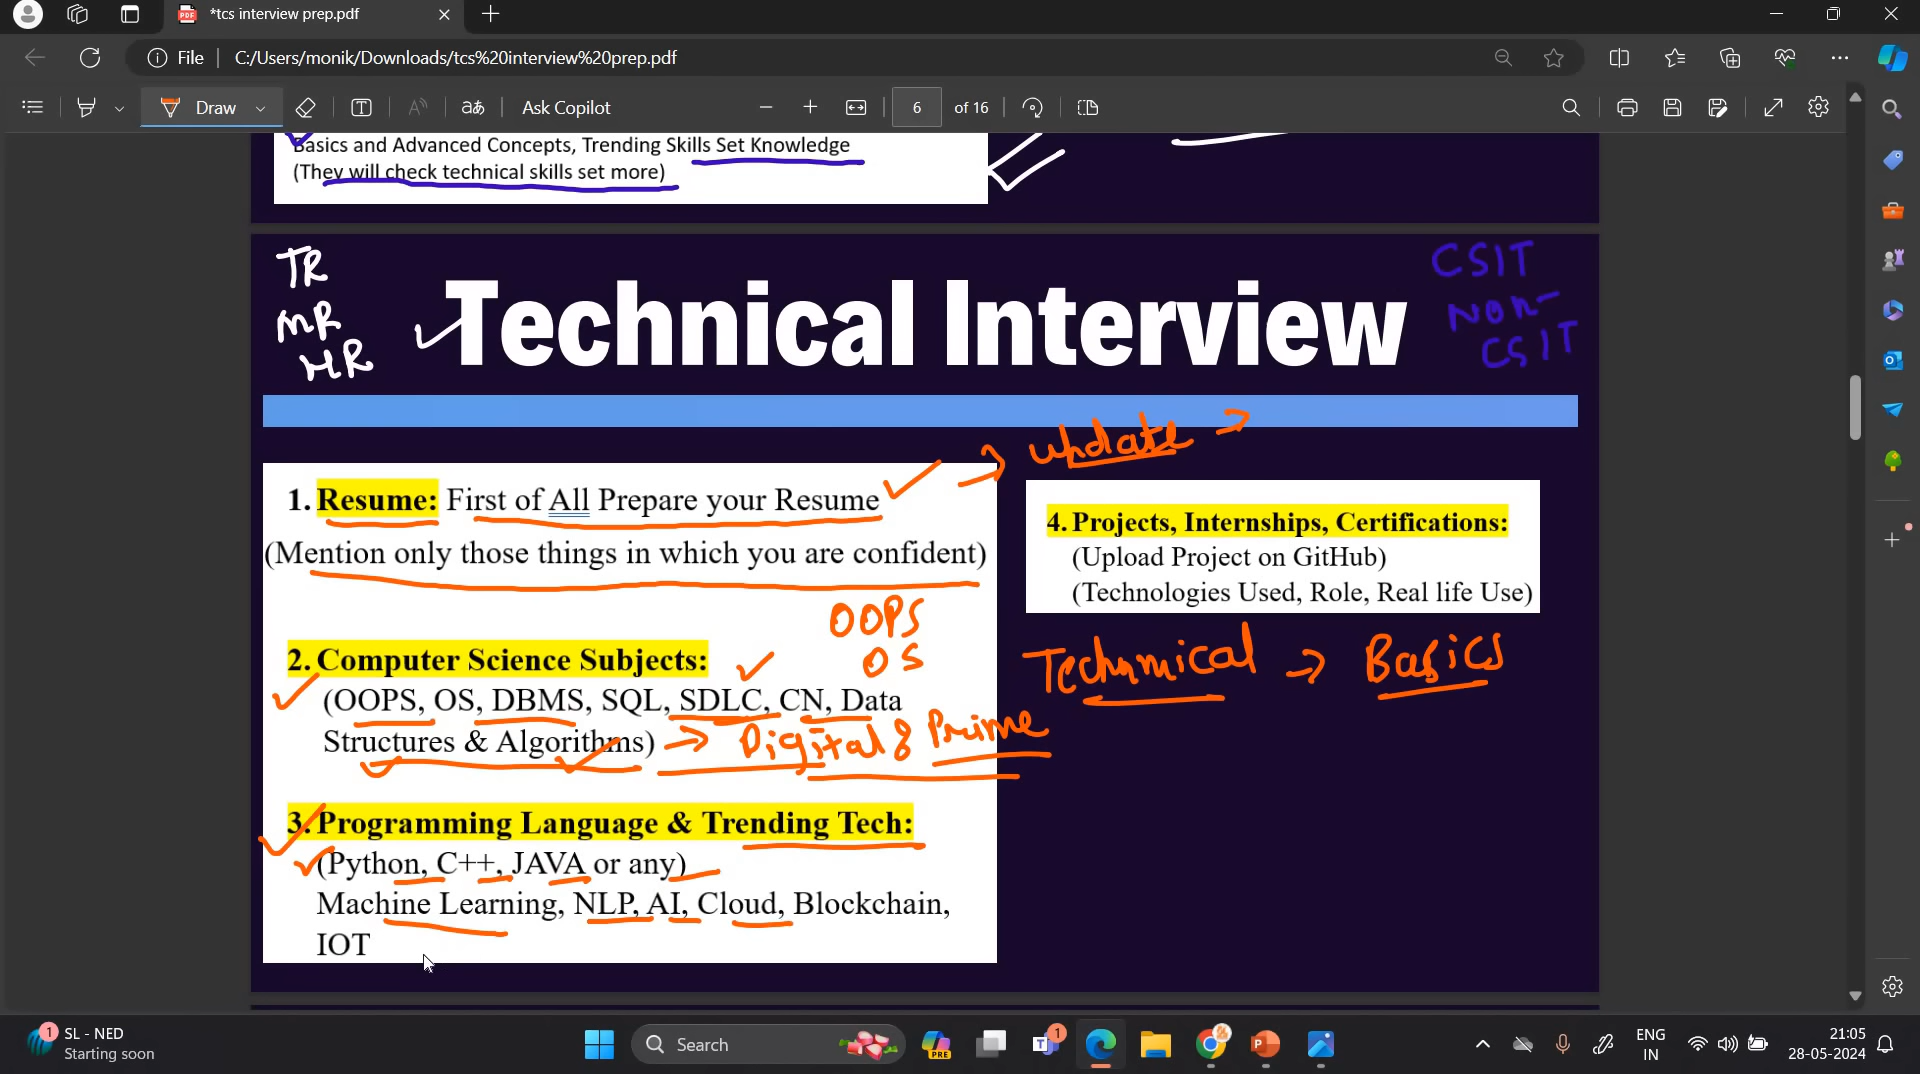 *tcs interview prep.pdf
File
C:/Users/monik/Downloads/tcs%20interview%20prep.pdf
Draw
aあ
Ask Copilot
6
of 16
Basics and Advanced Concepts, Trending Skills Set Knowledge
(They will check technical skills set more)
TR
MR
HR
Technical Interview
CSIT
NON-
CSIT
update →
1. Resume: First of All Prepare your Resume
(Mention only those things in which you are confident)
OOPS
OS
2. Computer Science Subjects:
(OOPS, OS, DBMS, SQL, SDLC, CN, Data
Structures & Algorithms) → Digital & Prime
3. Programming Language & Trending Tech:
(Python, C++, JAVA or any)
Machine Learning, NLP, AI, Cloud, Blockchain,
IOT
4. Projects, Internships, Certifications:
(Upload Project on GitHub)
(Technologies Used, Role, Real life Use)
Technical → Basics
1
SL - NED
Starting soon
Search
PRE
1
ENG
IN
21:05
28-05-2024